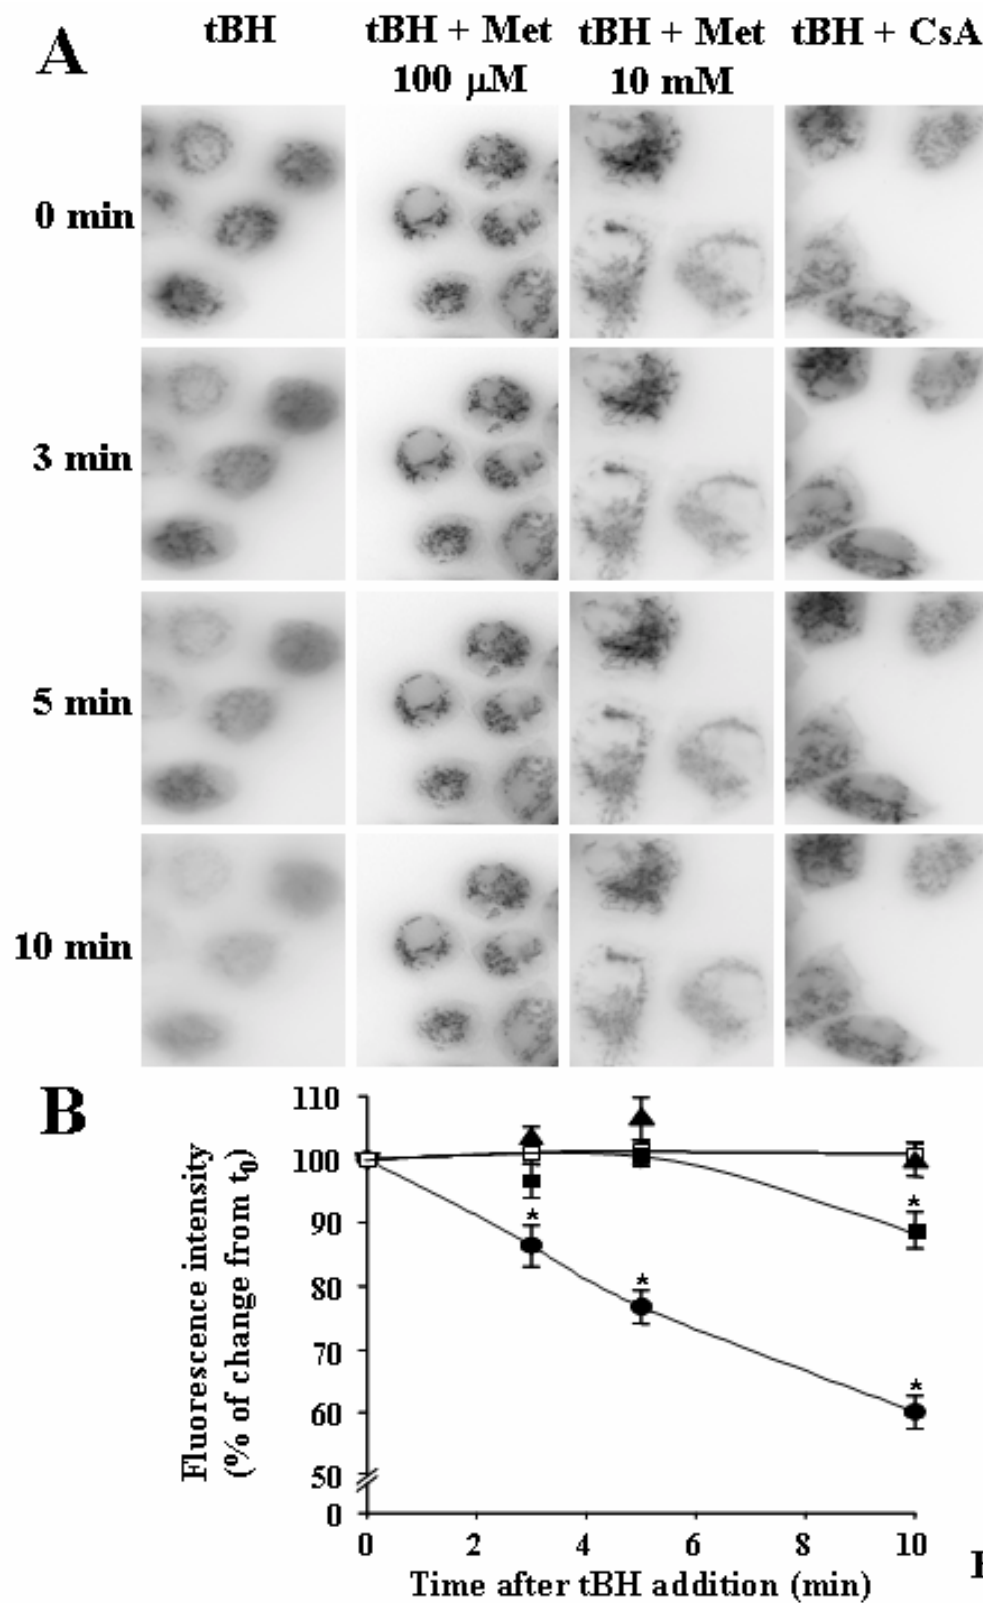 A
tBH
tBH + Met
100 µM
tBH + Met
10 mM
tBH + CsA
0 min
3 min
5 min
10 min
B
Fluorescence intensity
(% of change from t0)
110
100
90
80
70
60
50
0
*
*
*
*
0 2 4 6 8 10
Time after tBH addition (min)